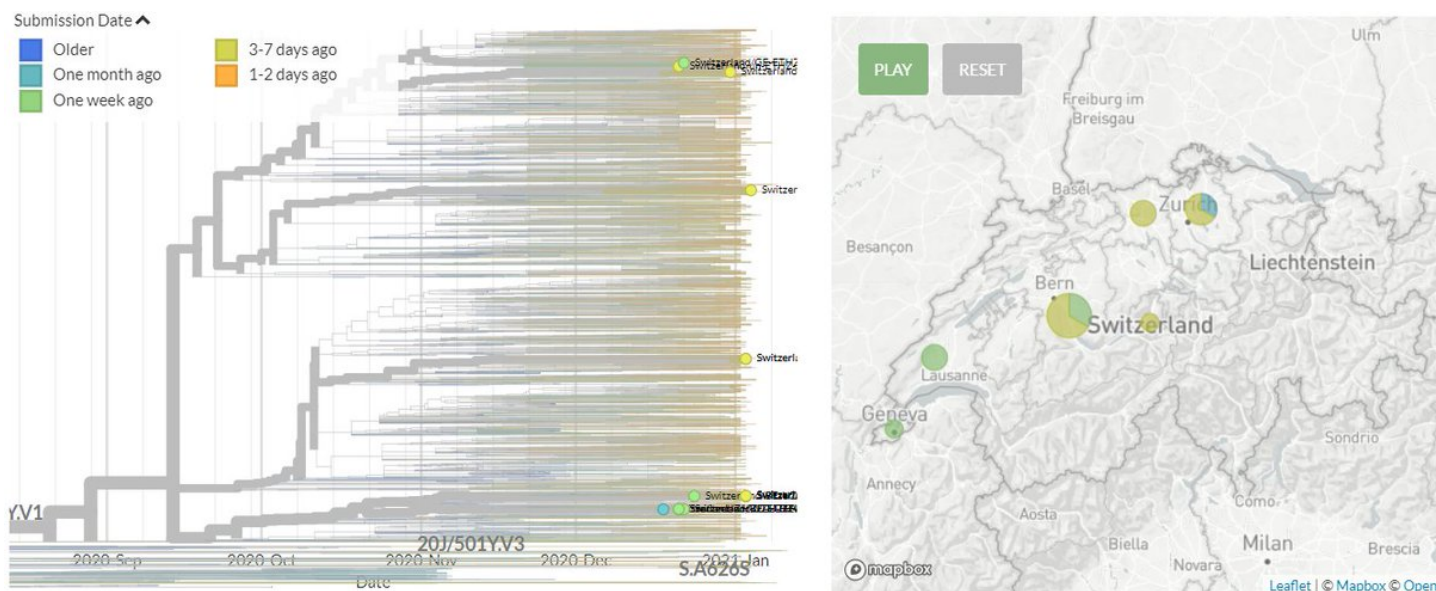 Submission Date
Older
One month ago
One week ago
3-7 days ago
1-2 days ago
Switzerland
Switzer
Switzerl
Switzerl
Y.V1
20J/501Y.V3
S.A626S
2020-Sep
2020-Oct
2020-Nov
2020-Dec
2021-Jan
Date
PLAY
RESET
Ulm
Freiburg im
Breisgau
Basel
Zurich
Besançon
Liechtenstein
Bern
Switzerland
Lausanne
Geneva
Sondrio
Annecy
Como
Aosta
Biella
Milan
Brescia
Novara
mapbox
Leaflet | © Mapbox © Open